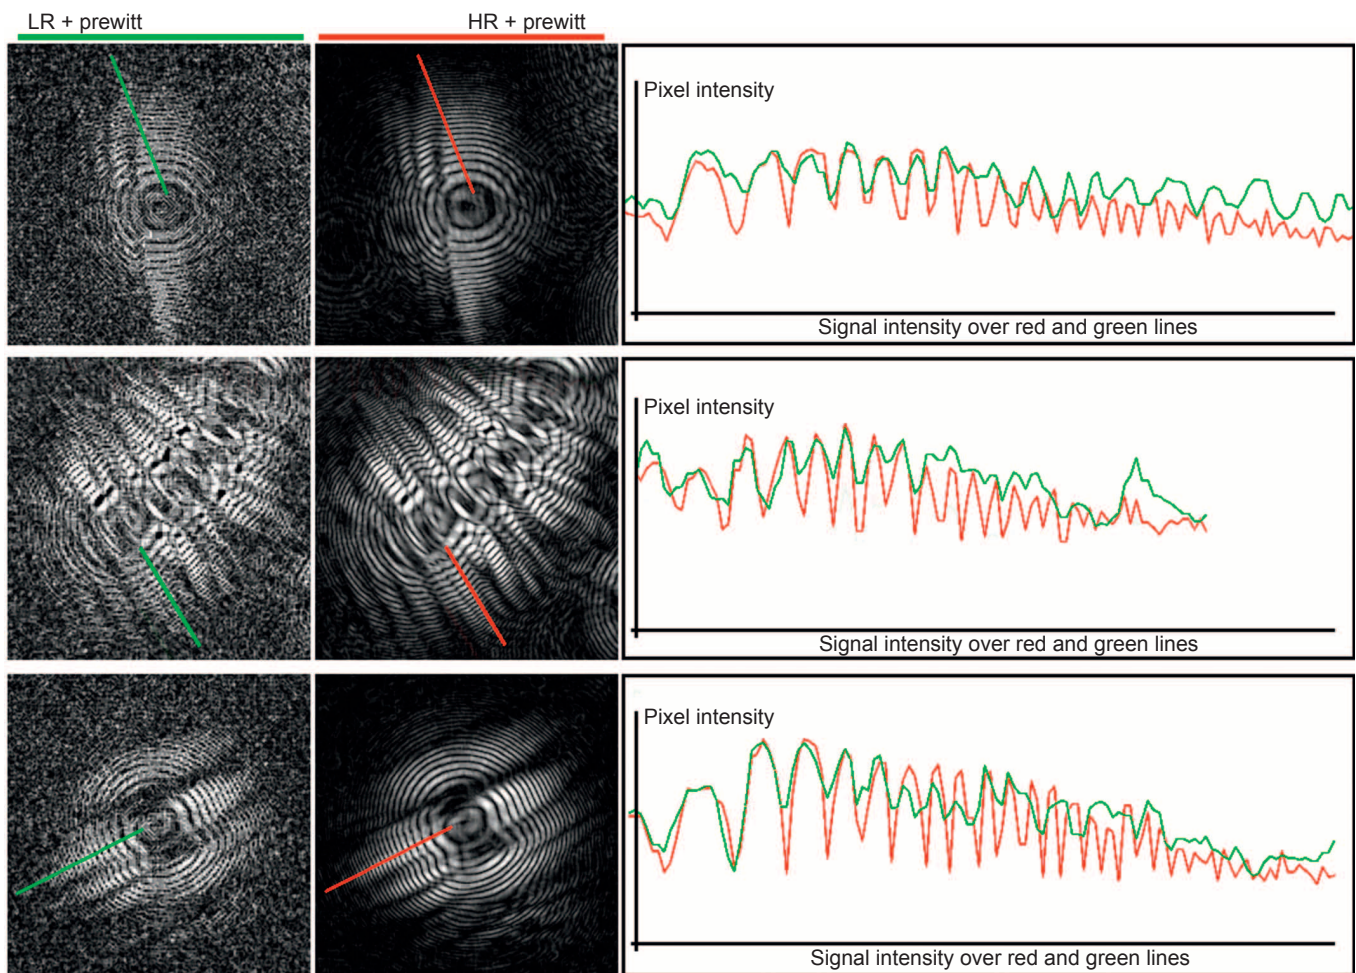 LR + prewitt
HR + prewitt
Pixel intensity
Signal intensity over red and green lines
Pixel intensity
Signal intensity over red and green lines
Pixel intensity
Signal intensity over red and green lines